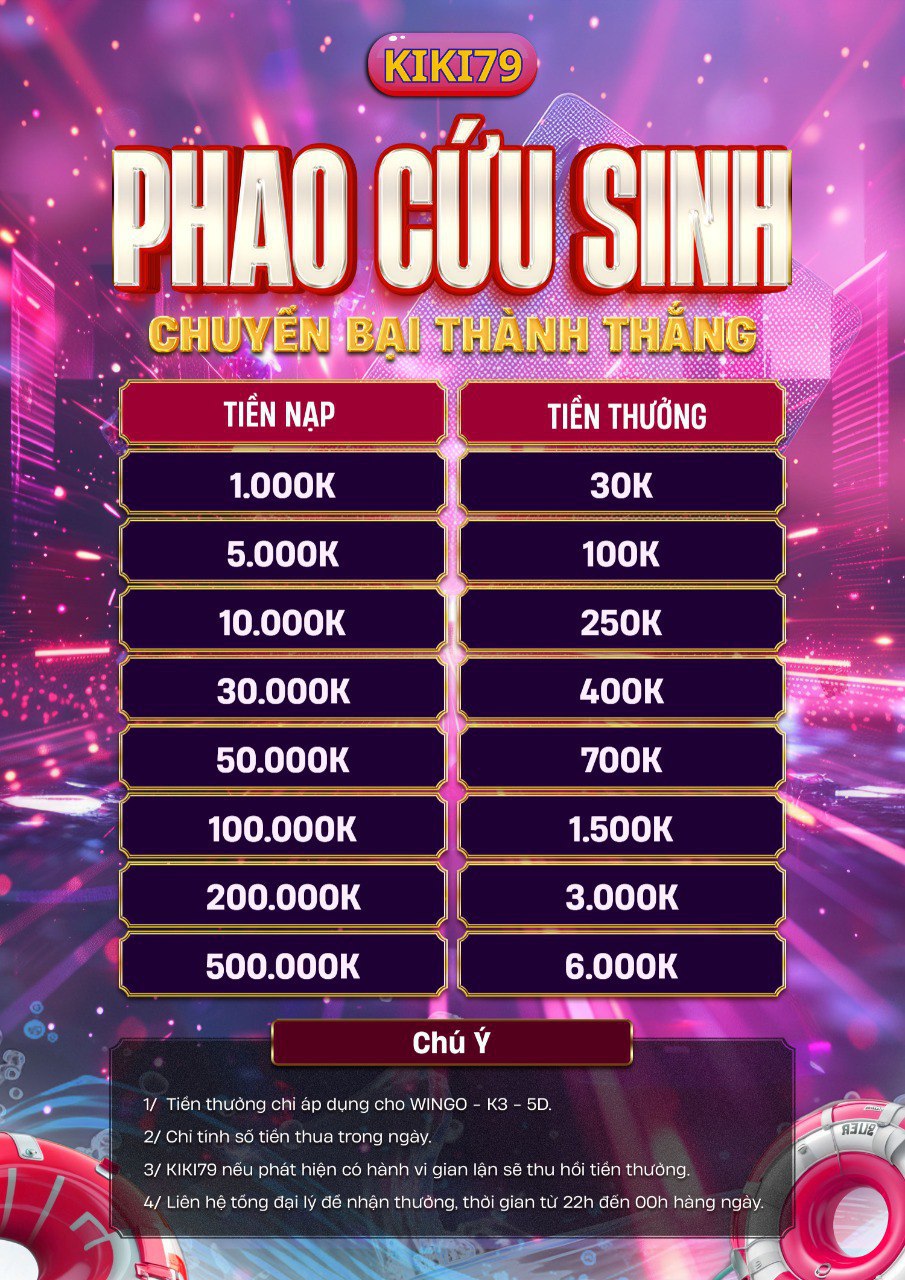 KIKI79
PHAO CỨU SINH
CHUYỂN BẠI THÀNH THẮNG
TIỀN NẠP TIỀN THƯỞNG
1.000K 30K
5.000K 100K
10.000K 250K
30.000K 400K
50.000K 700K
100.000K 1.500K
200.000K 3.000K
500.000K 6.000K
Chú Ý
1/ Tiền thưởng chỉ áp dụng cho WINGO - K3 - 5D.
2/ Chỉ tính số tiền thua trong ngày.
3/ KIKI79 nếu phát hiện có hành vi gian lận sẽ thu hồi tiền thưởng.
4/ Liên hệ tổng đại lý để nhận thưởng, thời gian từ 22h đến 00h hàng ngày.